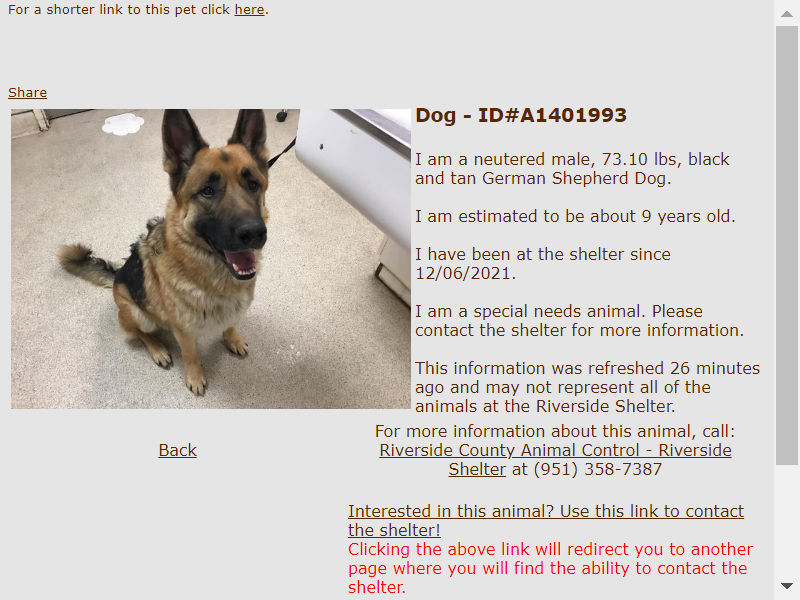 For a shorter link to this pet click here.
Share
Dog - ID#A1401993
I am a neutered male, 73.10 lbs, black
and tan German Shepherd Dog.
I am estimated to be about 9 years old.
I have been at the shelter since
12/06/2021.
I am a special needs animal. Please
contact the shelter for more information.
This information was refreshed 26 minutes
ago and may not represent all of the
animals at the Riverside Shelter.
Back
For more information about this animal, call:
Riverside County Animal Control - Riverside
Shelter at (951) 358-7387
Interested in this animal? Use this link to contact
the shelter!
Clicking the above link will redirect you to another
page where you will find the ability to contact the
shelter.